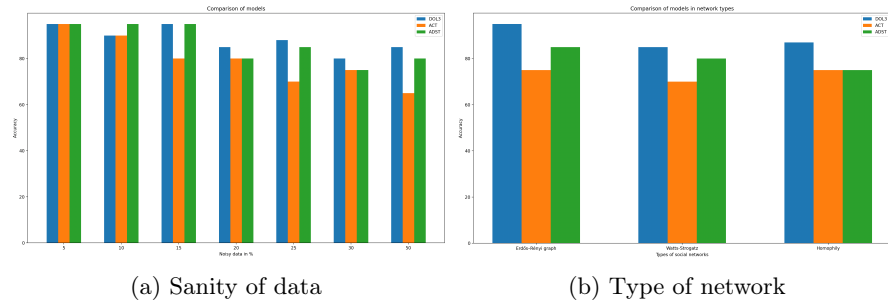 Comparison of models
DOL3
ACT
ADST
80
60
40
20
0
Accuracy
5
10
15
20
25
30
50
Noisy data in %
(a) Sanity of data
Comparison of models in network types
DOL3
ACT
ADST
80
60
40
20
0
Accuracy
Erdős–Rényi graph
Watts-Strogatz
Homophily
Types of social networks
(b) Type of network